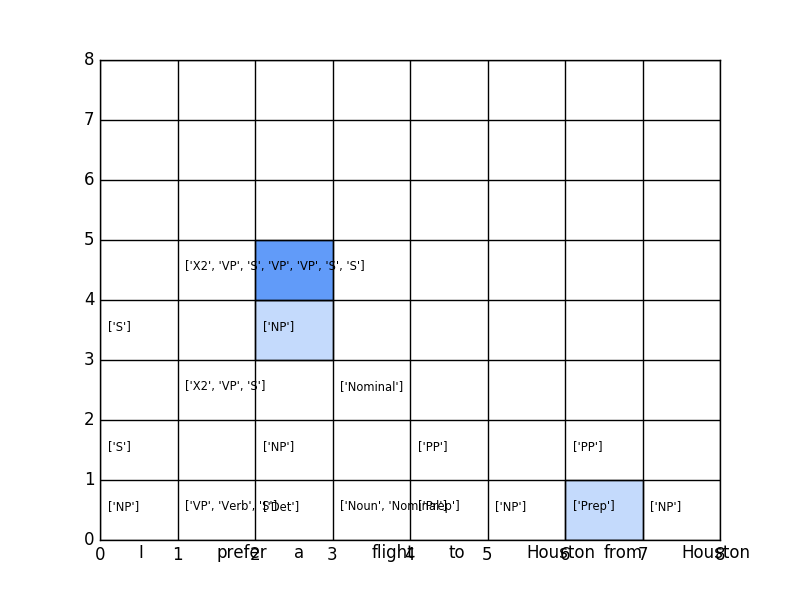 8
7
6
5
['X2', 'VP', 'S', 'VP', 'VP', 'S', 'S']
4
['S'] ['NP']
3
['X2', 'VP', 'S'] ['Nominal']
2
['S'] ['NP'] ['PP'] ['PP']
1
['NP'] ['VP', 'Verb', 'S'] ['Det'] ['Noun', 'Nominal'] ['Prep'] ['NP'] ['Prep'] ['NP']
0
I prefer a flight to Houston from Houston
0 1 2 3 4 5 6 7 8